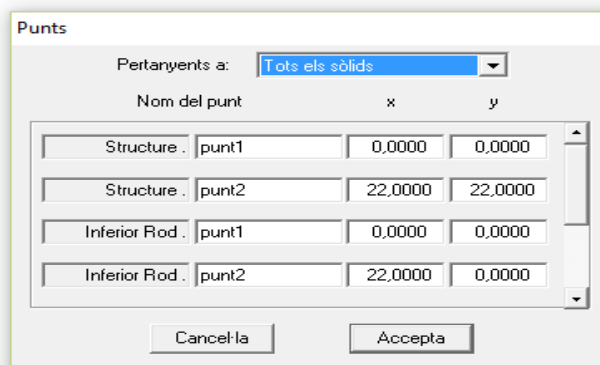 Punts
Pertanyents a: Tots els sòlids
Nom del punt x y
Structure . punt1 0,0000 0,0000
Structure . punt2 22,0000 22,0000
Inferior Rod . punt1 0,0000 0,0000
Inferior Rod . punt2 22,0000 0,0000
Cancel·la Accepta